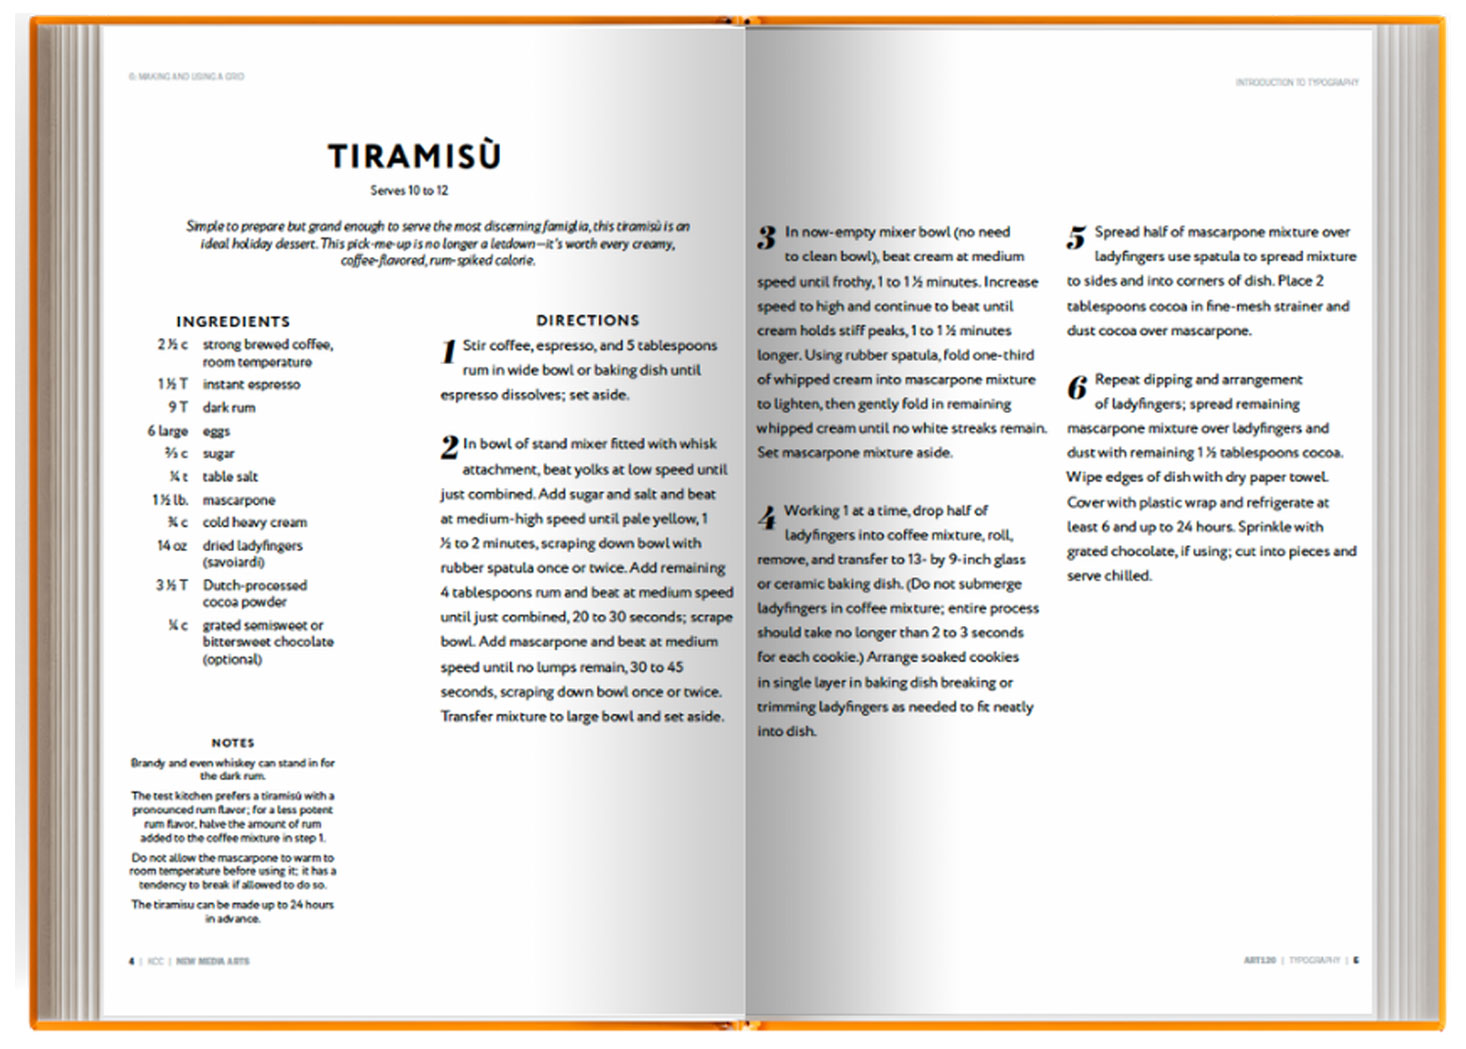 6: MAKING AND USING A GRID
TIRAMISÙ
Serves 10 to 12
Simple to prepare but grand enough to serve the most discerning famiglia, this tiramisù is an
ideal holiday dessert. This pick-me-up is no longer a letdown—it's worth every creamy,
coffee-flavored, rum-spiked calorie.
INGREDIENTS
2 ½ c strong brewed coffee,
room temperature
1 ½ T instant espresso
9 T dark rum
6 large eggs
⅔ c sugar
¼ t table salt
1 ½ lb. mascarpone
¾ c cold heavy cream
14 oz dried ladyfingers
(savoiardi)
3 ½ T Dutch-processed
cocoa powder
¼ c grated semisweet or
bittersweet chocolate
(optional)
NOTES
Brandy and even whiskey can stand in for
the dark rum.
The test kitchen prefers a tiramisù with a
pronounced rum flavor; for a less potent
rum flavor, halve the amount of rum
added to the coffee mixture in step 1.
Do not allow the mascarpone to warm to
room temperature before using it; it has a
tendency to break if allowed to do so.
The tiramisu can be made up to 24 hours
in advance.
DIRECTIONS
1 Stir coffee, espresso, and 5 tablespoons
rum in wide bowl or baking dish until
espresso dissolves; set aside.
2 In bowl of stand mixer fitted with whisk
attachment, beat yolks at low speed until
just combined. Add sugar and salt and beat
at medium-high speed until pale yellow, 1
½ to 2 minutes, scraping down bowl with
rubber spatula once or twice. Add remaining
4 tablespoons rum and beat at medium speed
until just combined, 20 to 30 seconds; scrape
bowl. Add mascarpone and beat at medium
speed until no lumps remain, 30 to 45
seconds, scraping down bowl once or twice.
Transfer mixture to large bowl and set aside.
4 | KCC | NEW MEDIA ARTS
INTRODUCTION TO TYPOGRAPHY
3 In now-empty mixer bowl (no need
to clean bowl), beat cream at medium
speed until frothy, 1 to 1 ½ minutes. Increase
speed to high and continue to beat until
cream holds stiff peaks, 1 to 1 ½ minutes
longer. Using rubber spatula, fold one-third
of whipped cream into mascarpone mixture
to lighten, then gently fold in remaining
whipped cream until no white streaks remain.
Set mascarpone mixture aside.
4 Working 1 at a time, drop half of
ladyfingers into coffee mixture, roll,
remove, and transfer to 13- by 9-inch glass
or ceramic baking dish. (Do not submerge
ladyfingers in coffee mixture; entire process
should take no longer than 2 to 3 seconds
for each cookie.) Arrange soaked cookies
in single layer in baking dish breaking or
trimming ladyfingers as needed to fit neatly
into dish.
5 Spread half of mascarpone mixture over
ladyfingers use spatula to spread mixture
to sides and into corners of dish. Place 2
tablespoons cocoa in fine-mesh strainer and
dust cocoa over mascarpone.
6 Repeat dipping and arrangement
of ladyfingers; spread remaining
mascarpone mixture over ladyfingers and
dust with remaining 1 ½ tablespoons cocoa.
Wipe edges of dish with dry paper towel.
Cover with plastic wrap and refrigerate at
least 6 and up to 24 hours. Sprinkle with
grated chocolate, if using; cut into pieces and
serve chilled.
ART120 | TYPOGRAPHY | 5